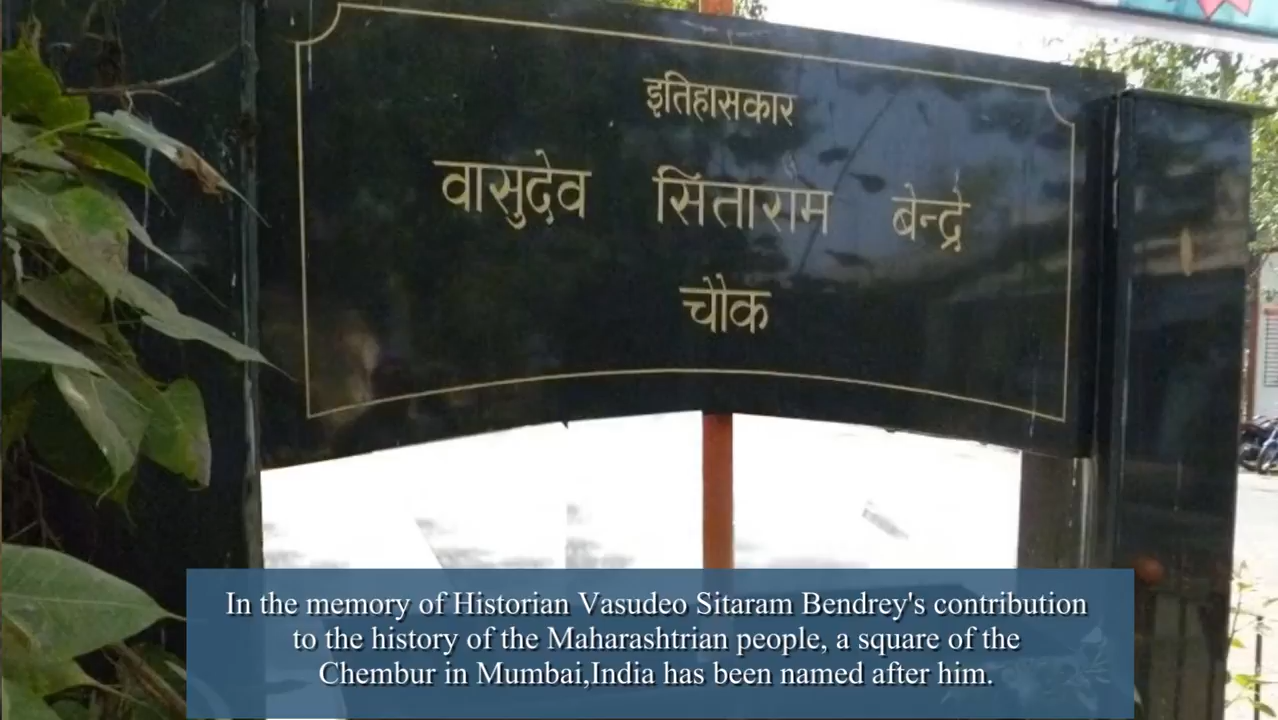 इतिहासकार
वासुदेव सिताराम बेन्द्रे
चौक
In the memory of Historian Vasudeo Sitaram Bendrey's contribution
to the history of the Maharashtrian people, a square of the
Chembur in Mumbai,India has been named after him.